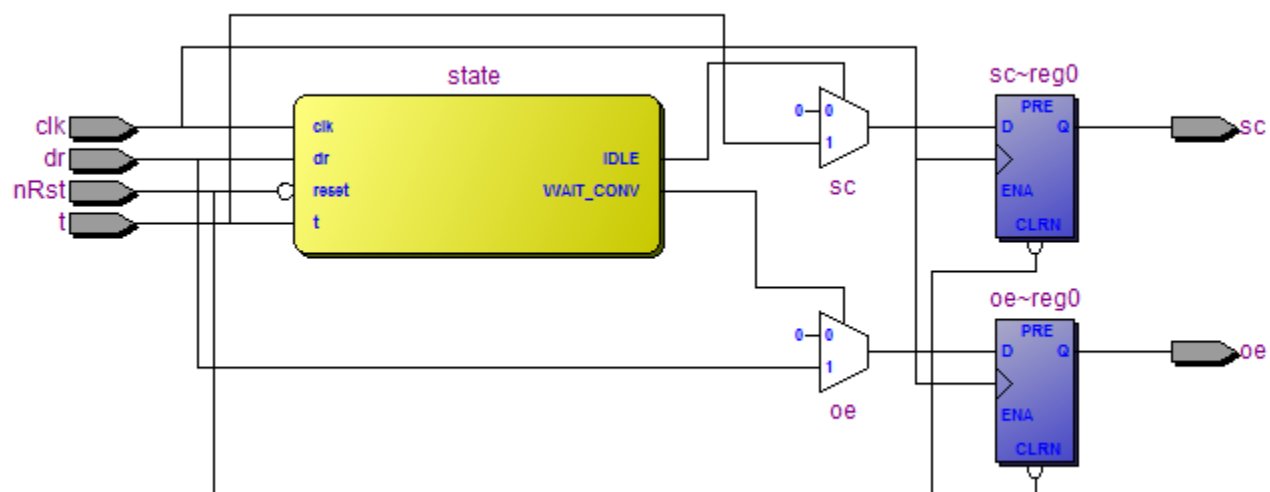 state
clk
dr
nRst
t
clk
dr
reset
t
IDLE
WAIT_CONV
0
0
1
sc
sc~reg0
PRE
D
Q
ENA
CLRN
sc
0
0
1
oe
oe~reg0
PRE
D
Q
ENA
CLRN
oe